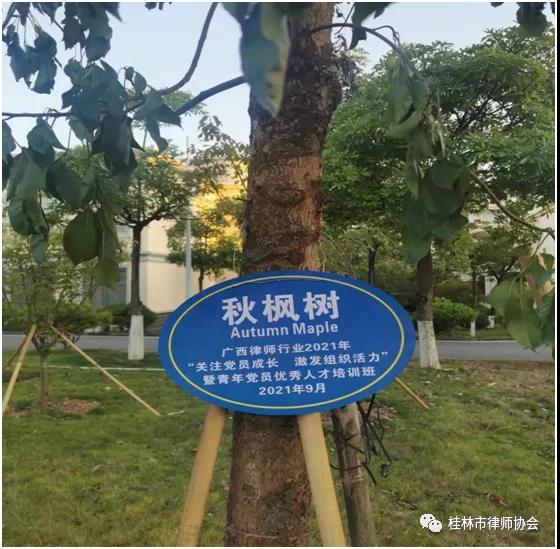 秋枫树
Autumn Maple
广西律师行业2021年
“关注党员成长 激发组织活力”
暨青年党员优秀人才培训班
2021年9月
桂林市律师协会